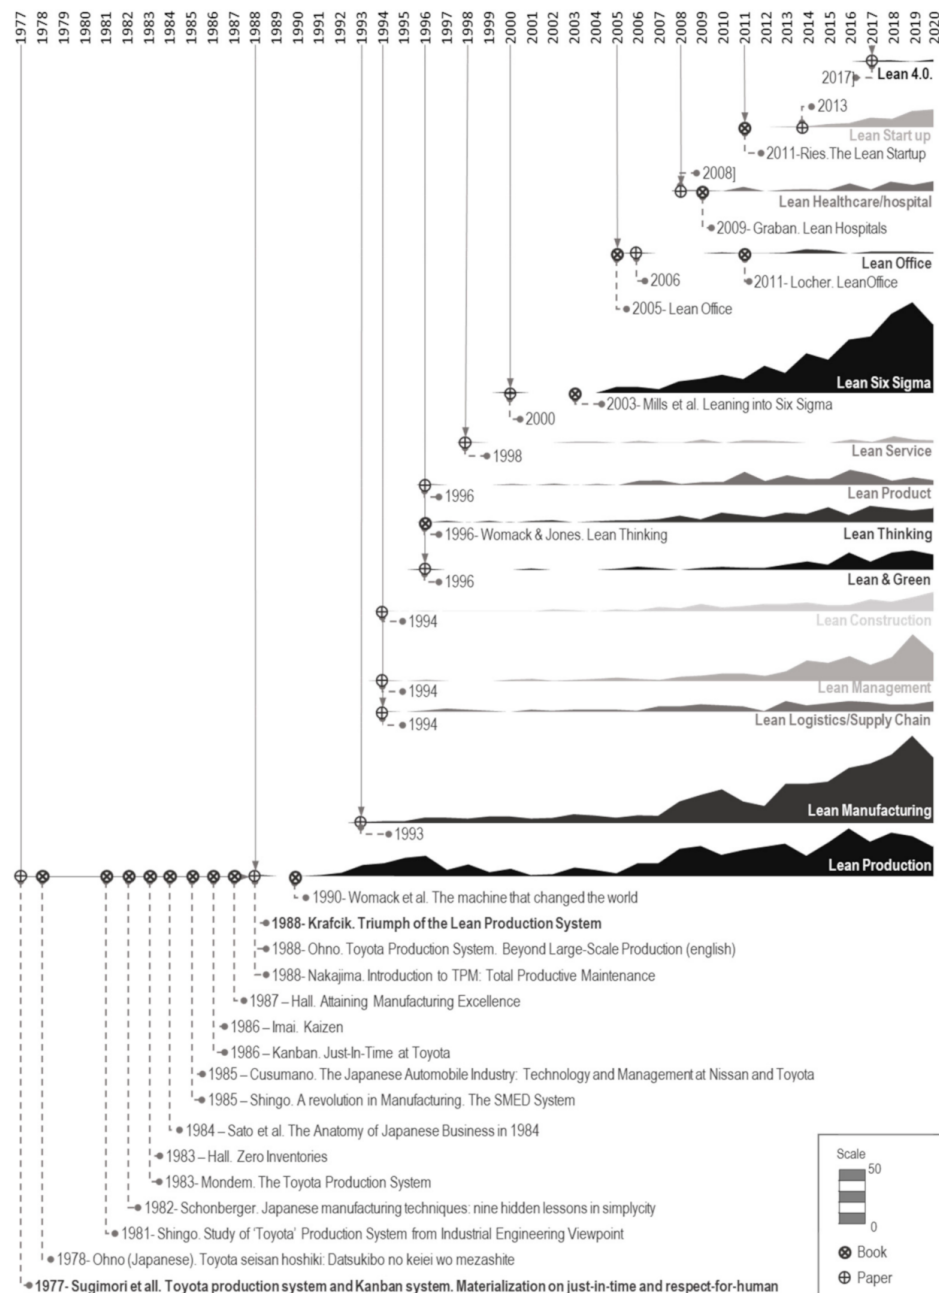 1977 1978 1979 1980 1981 1982 1983 1984 1985 1986 1987 1988 1989 1990 1991 1992 1993 1994 1995 1996 1997 1998 1999 2000 2001 2002 2003 2004 2005 2006 2007 2008 2009 2010 2011 2012 2013 2014 2015 2016 2017 2018 2019 2020
2017] Lean 4.0.
2013
Lean Start up
2011-Ries.The Lean Startup
2008]
Lean Healthcare/hospital
2009- Graban. Lean Hospitals
Lean Office
2006
2011- Locher. LeanOffice
2005- Lean Office
Lean Six Sigma
2003- Mills et al. Leaning into Six Sigma
2000
Lean Service
1998
Lean Product
1996
Lean Thinking
1996- Womack & Jones. Lean Thinking
Lean & Green
1996
Lean Construction
1994
Lean Management
1994
Lean Logistics/Supply Chain
1994
Lean Manufacturing
1993
Lean Production
1990- Womack et al. The machine that changed the world
1988- Krafcik. Triumph of the Lean Production System
1988- Ohno. Toyota Production System. Beyond Large-Scale Production (english)
1988- Nakajima. Introduction to TPM: Total Productive Maintenance
1987 – Hall. Attaining Manufacturing Excellence
1986 – Imai. Kaizen
1986 – Kanban. Just-In-Time at Toyota
1985 – Cusumano. The Japanese Automobile Industry: Technology and Management at Nissan and Toyota
1985 – Shingo. A revolution in Manufacturing. The SMED System
1984 – Sato et al. The Anatomy of Japanese Business in 1984
1983 – Hall. Zero Inventories
1983- Mondem. The Toyota Production System
1982- Schonberger. Japanese manufacturing techniques: nine hidden lessons in simplycity
1981- Shingo. Study of 'Toyota' Production System from Industrial Engineering Viewpoint
1978- Ohno (Japanese). Toyota seisan hoshiki: Datsukibo no keiei wo mezashite
1977- Sugimori et all. Toyota production system and Kanban system. Materialization on just-in-time and respect-for-human
Scale
50
0
Book
Paper